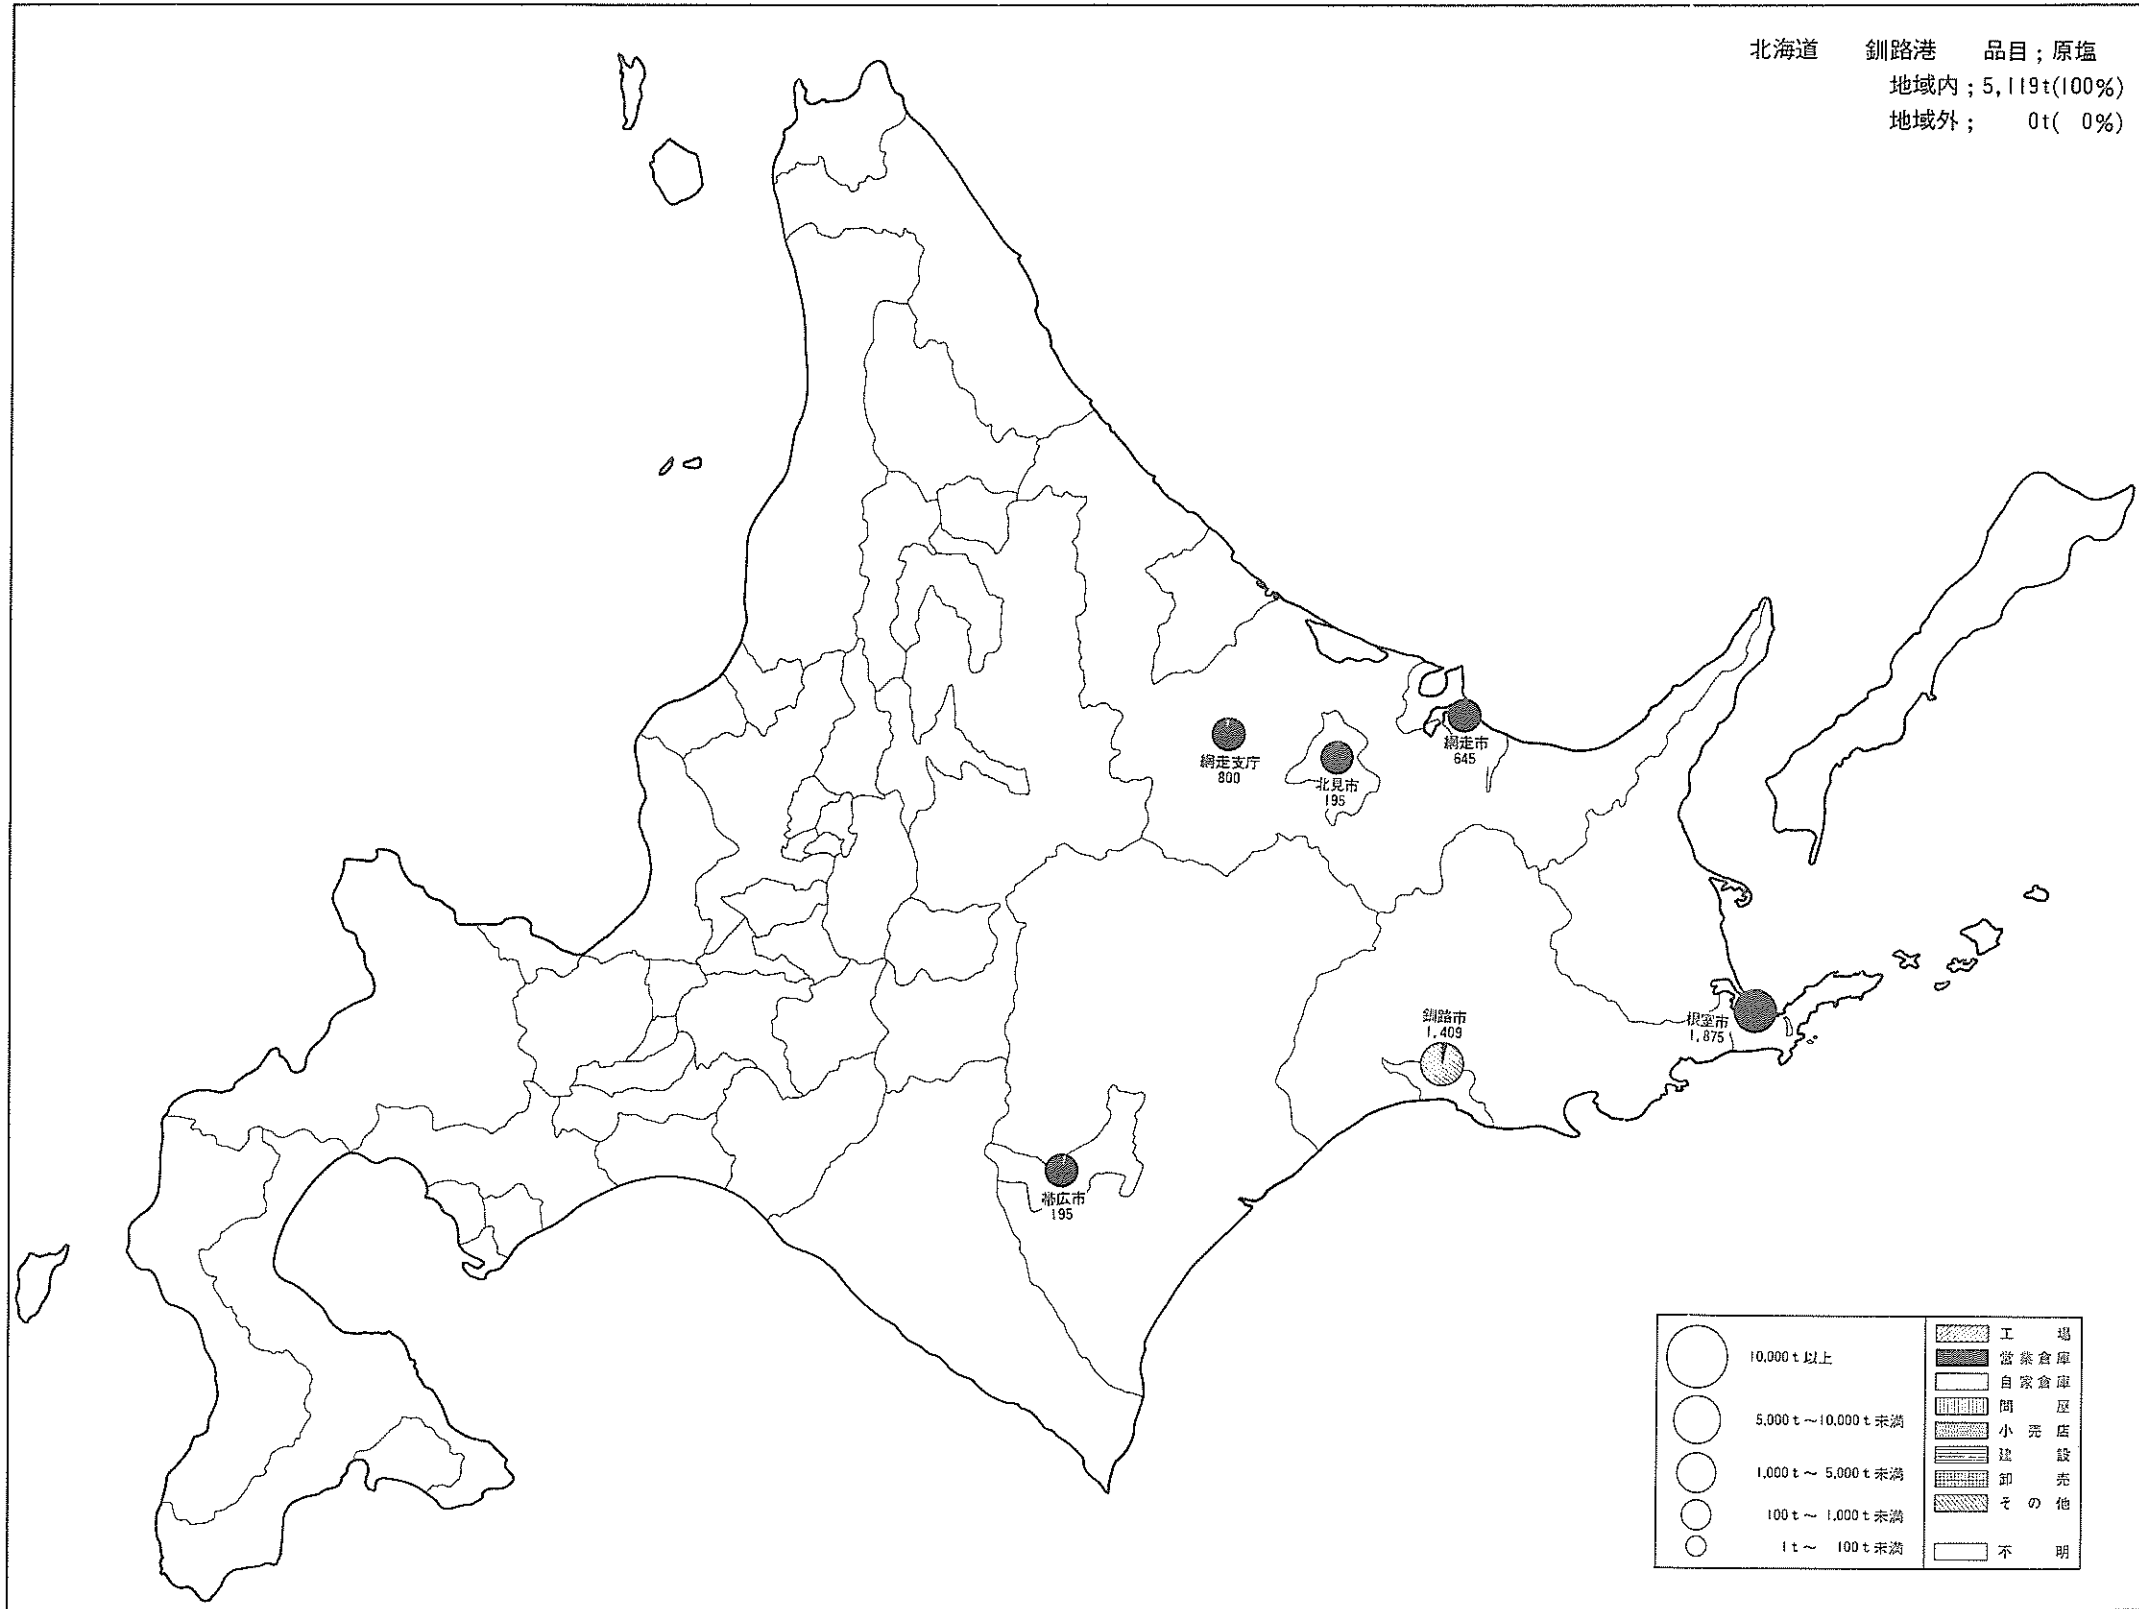 北海道 釧路港 品目；原塩
地域内；5,119t(100%)
地域外； 0t( 0%)
網走支庁
800
北見市
195
網走市
645
釧路市
1,409
根室市
1,875
帯広市
195
10,000t以上
5,000t～10,000t未満
1,000t～ 5,000t未満
100t～ 1,000t未満
1t～ 100t未満
工場
営業倉庫
自家倉庫
問屋
小売店
建設
卸売
その他
不明